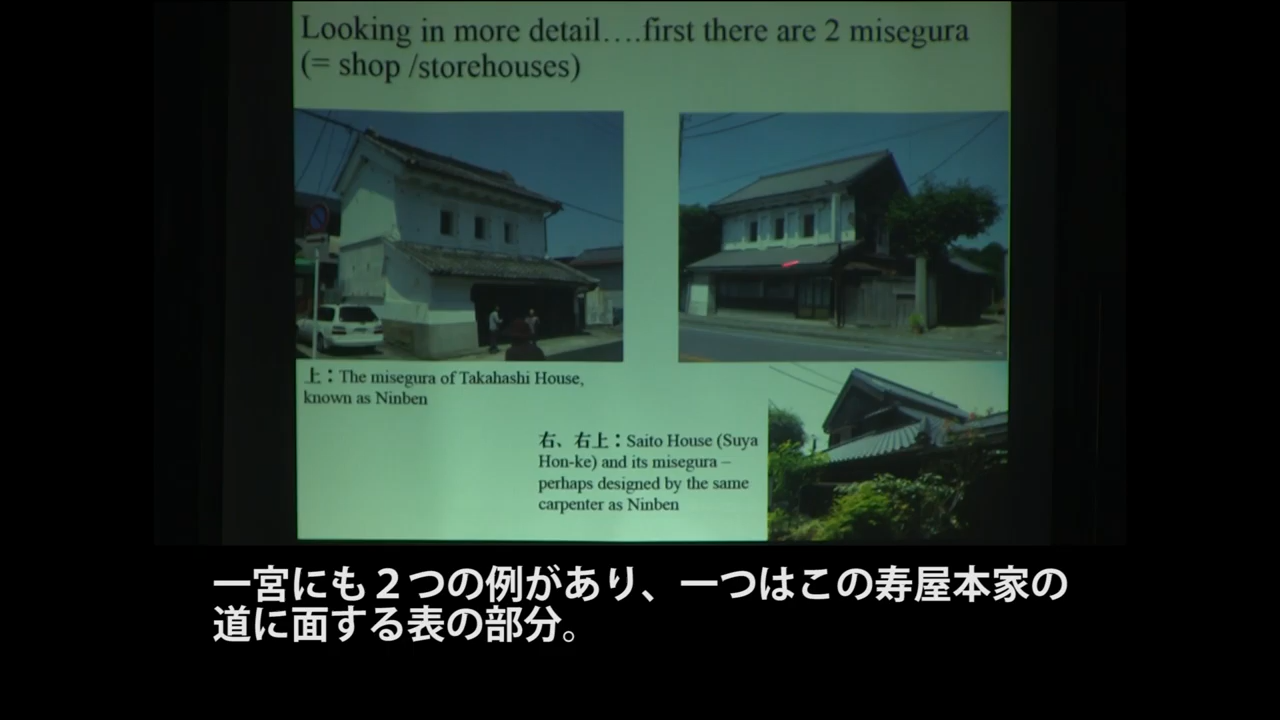 Looking in more detail….first there are 2 misegura
(= shop /storehouses)
上：The misegura of Takahashi House,
known as Ninben
右、右上：Saito House (Suya
Hon-ke) and its misegura –
perhaps designed by the same
carpenter as Ninben
一宮にも２つの例があり、一つはこの寿屋本家の
道に面する表の部分。